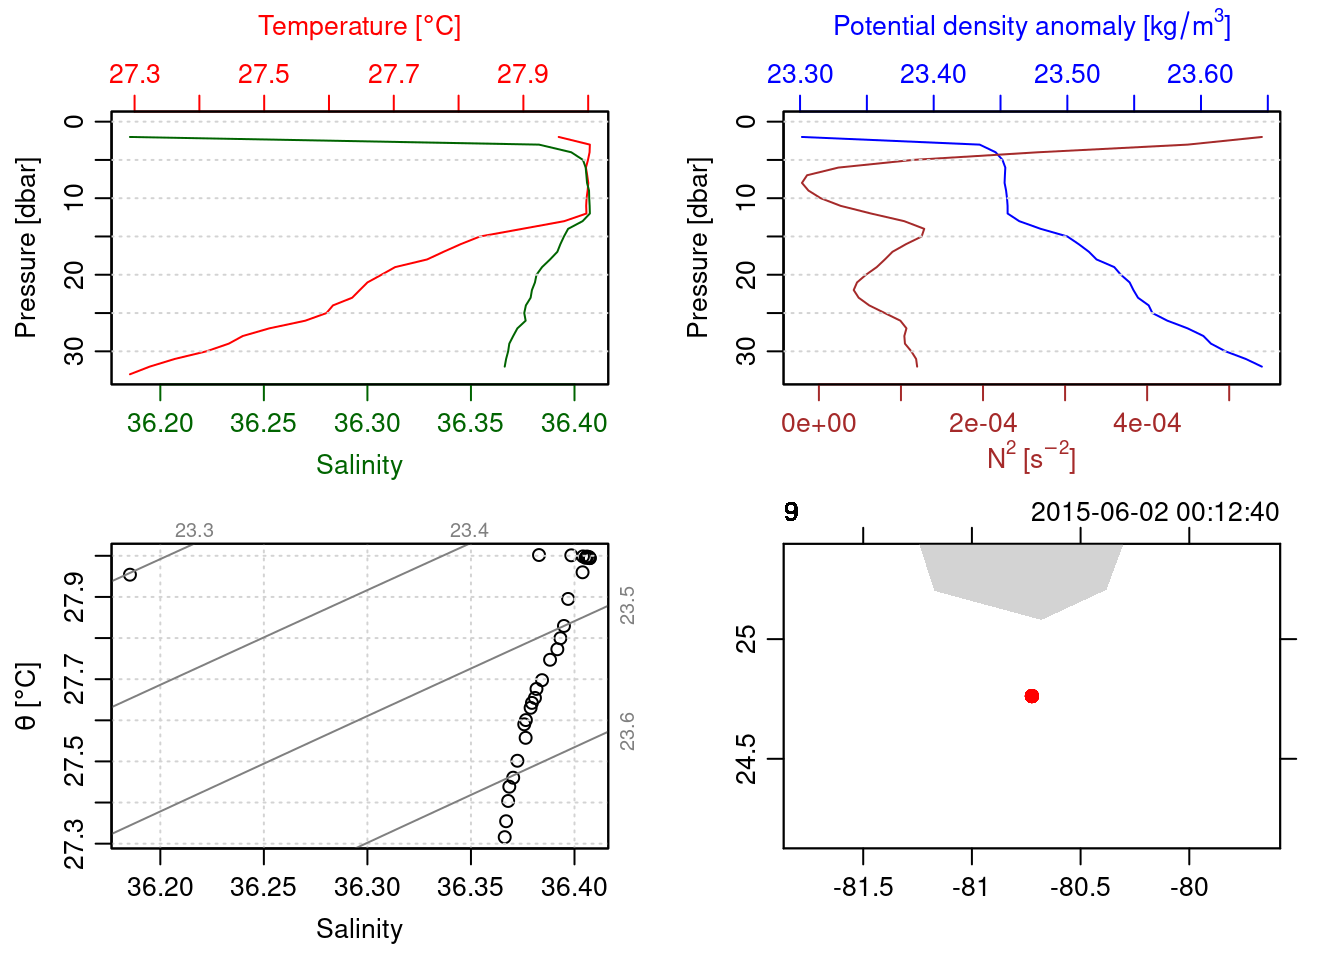 Temperature [°C]
27.3 27.5 27.7 27.9
Pressure [dbar]
0 10 20 30
36.20 36.25 36.30 36.35 36.40
Salinity
Potential density anomaly [kg/m³]
23.30 23.40 23.50 23.60
Pressure [dbar]
0 10 20 30
0e+00 2e-04 4e-04
N² [s⁻²]
23.3 23.4
23.5
23.6
θ [°C]
27.3 27.5 27.7 27.9
36.20 36.25 36.30 36.35 36.40
Salinity
2015-06-02 00:12:40
25
24.5
-81.5 -81 -80.5 -80